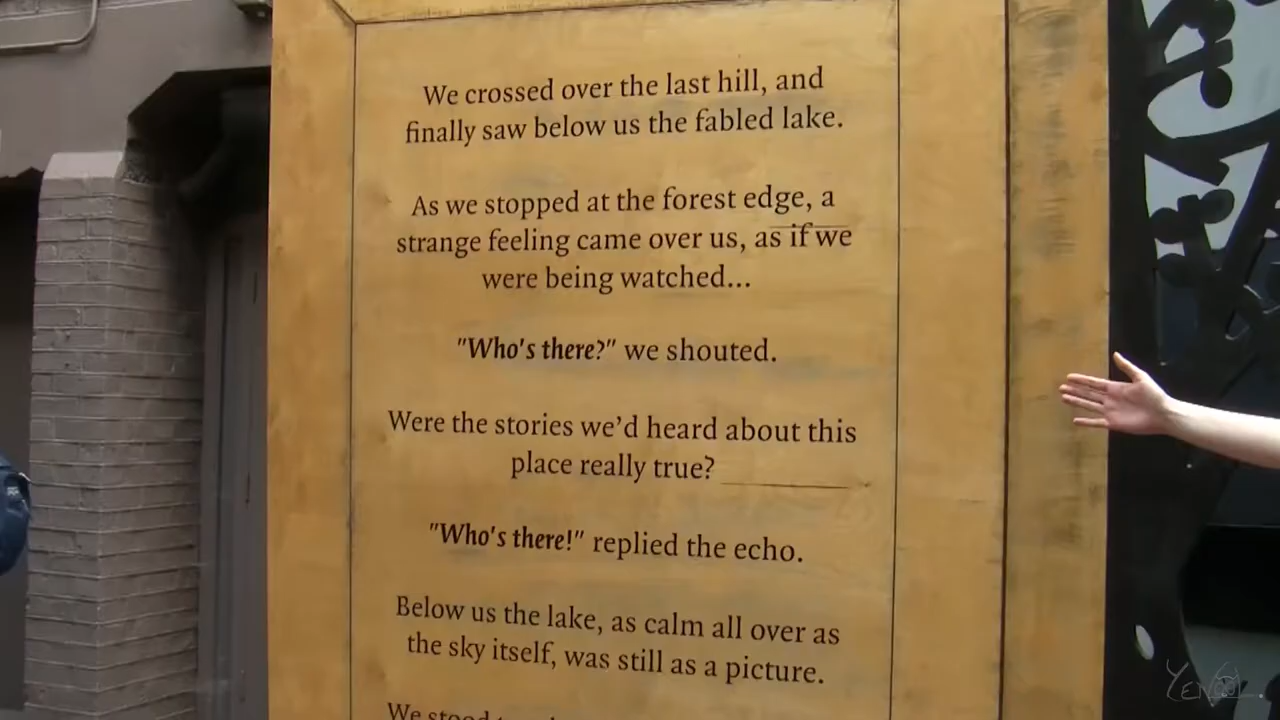 We crossed over the last hill, and
finally saw below us the fabled lake.
As we stopped at the forest edge, a
strange feeling came over us, as if we
were being watched...
"Who's there?" we shouted.
Were the stories we’d heard about this
place really true?
"Who's there!" replied the echo.
Below us the lake, as calm all over as
the sky itself, was still as a picture.
We stood